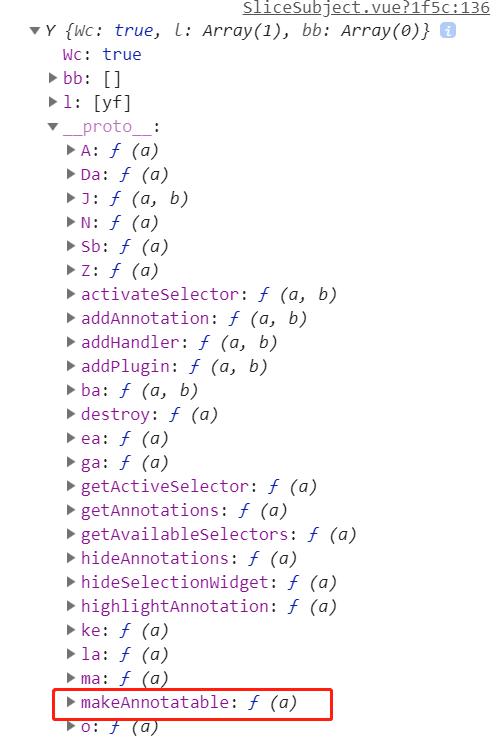 SliceSubject.vue?1f5c:136
▼Y {Wc: true, l: Array(1), bb: Array(0)} i
Wc: true
▶bb: []
▶l: [yf]
▼__proto__:
▶A: ƒ (a)
▶Da: ƒ (a)
▶J: ƒ (a, b)
▶N: ƒ (a)
▶Sb: ƒ (a)
▶Z: ƒ (a)
▶activateSelector: ƒ (a, b)
▶addAnnotation: ƒ (a, b)
▶addHandler: ƒ (a, b)
▶addPlugin: ƒ (a, b)
▶ba: ƒ (a, b)
▶destroy: ƒ (a)
▶ea: ƒ (a)
▶ga: ƒ (a)
▶getActiveSelector: ƒ (a)
▶getAnnotations: ƒ (a)
▶getAvailableSelectors: ƒ (a)
▶hideAnnotations: ƒ (a)
▶hideSelectionWidget: ƒ (a)
▶highlightAnnotation: ƒ (a)
▶ke: ƒ (a)
▶la: ƒ (a)
▶ma: ƒ (a)
▶makeAnnotatable: ƒ (a)
▶o: ƒ (a)